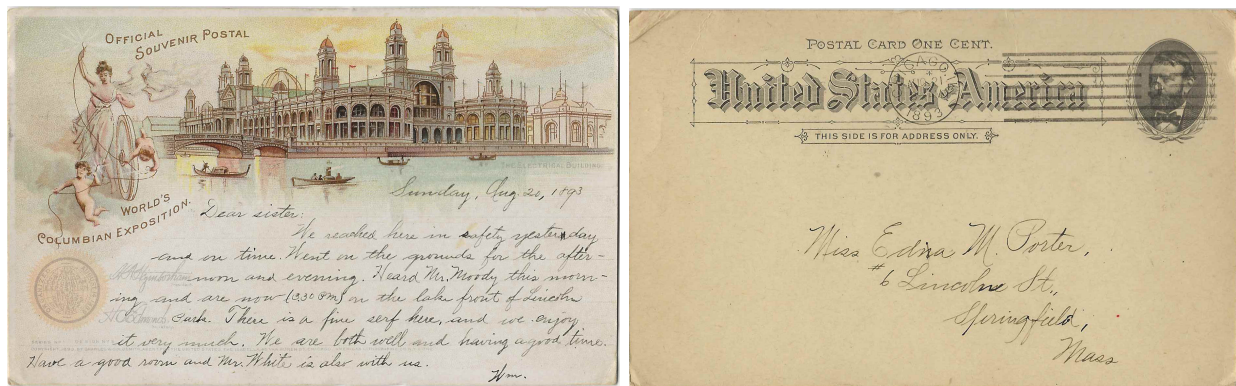 OFFICIAL
SOUVENIR POSTAL
THE ELECTRICAL BUILDING.
WORLD'S
COLUMBIAN EXPOSITION.
Sunday, Aug 20, 1893
Dear sister:
We reached here in safety yesterday
and on time. Went on the grounds for the after-
noon and evening. Heard Mr. Moody this morn-
ing and are now (3.30 PM) on the lake front of Lincoln
Park. There is a fine serf here, and we enjoy
it very much. We are both well and having a good time.
Have a good room and Mr. White is also with us.
Wm.
POSTAL CARD ONE CENT.
United States of America
CHICAGO
1893
THIS SIDE IS FOR ADDRESS ONLY.
Miss Edna M. Porter,
#6 Lincoln St.,
Springfield,
Mass